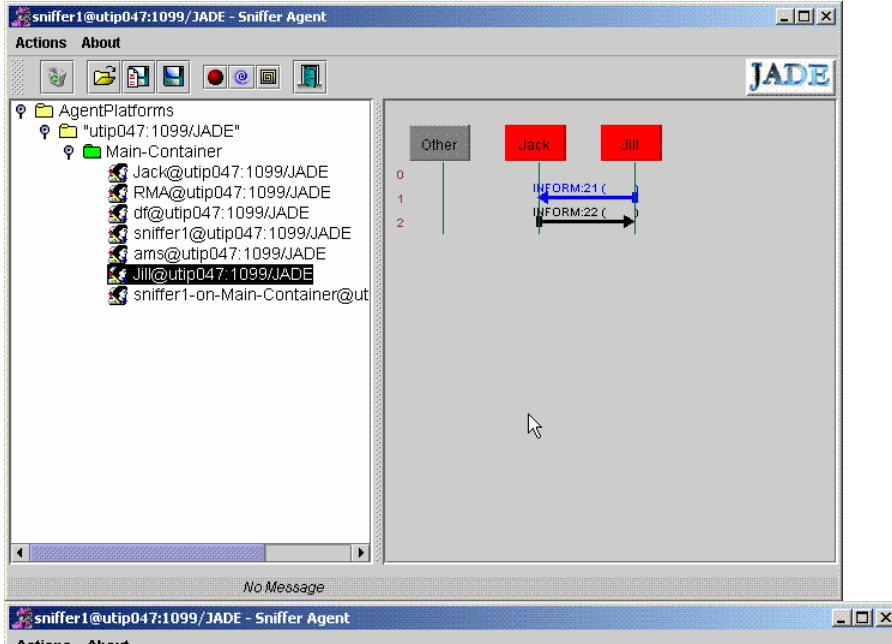 sniffer1@utip047:1099/JADE - Sniffer Agent
Actions About
JADE
AgentPlatforms
"utip047:1099/JADE"
Main-Container
Jack@utip047:1099/JADE
RMA@utip047:1099/JADE
df@utip047:1099/JADE
sniffer1@utip047:1099/JADE
ams@utip047:1099/JADE
Jill@utip047:1099/JADE
sniffer1-on-Main-Container@ut
Other Jack Jill
0
INFORM:21 ( )
1
INFORM:22 ( )
2
No Message
sniffer1@utip047:1099/JADE - Sniffer Agent
Actions About